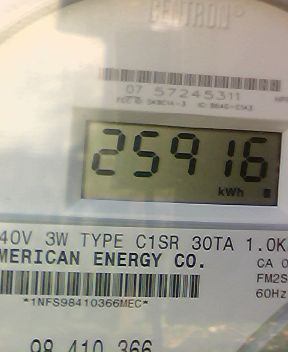 CENTRON®
07 57245311
25916
kWh
40V 3W TYPE C1SR 30TA 1.0K
MERICAN ENERGY CO.
CA 0
FM2S
60Hz
*1NFS98410366MEC*
98 410 366